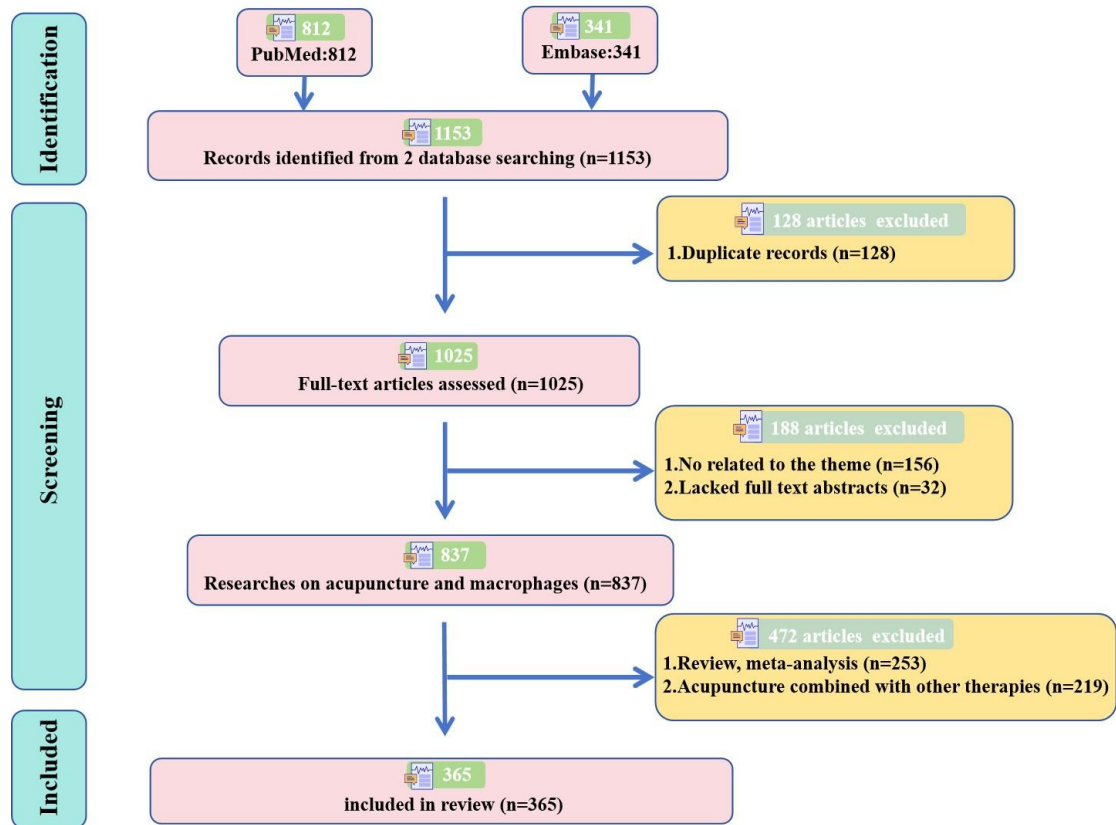 Identification
812
PubMed:812
341
Embase:341
1153
Records identified from 2 database searching (n=1153)
Screening
128 articles excluded
1.Duplicate records (n=128)
1025
Full-text articles assessed (n=1025)
188 articles excluded
1.No related to the theme (n=156)
2.Lacked full text abstracts (n=32)
837
Researches on acupuncture and macrophages (n=837)
472 articles excluded
1.Review, meta-analysis (n=253)
2.Acupuncture combined with other therapies (n=219)
Included
365
included in review (n=365)